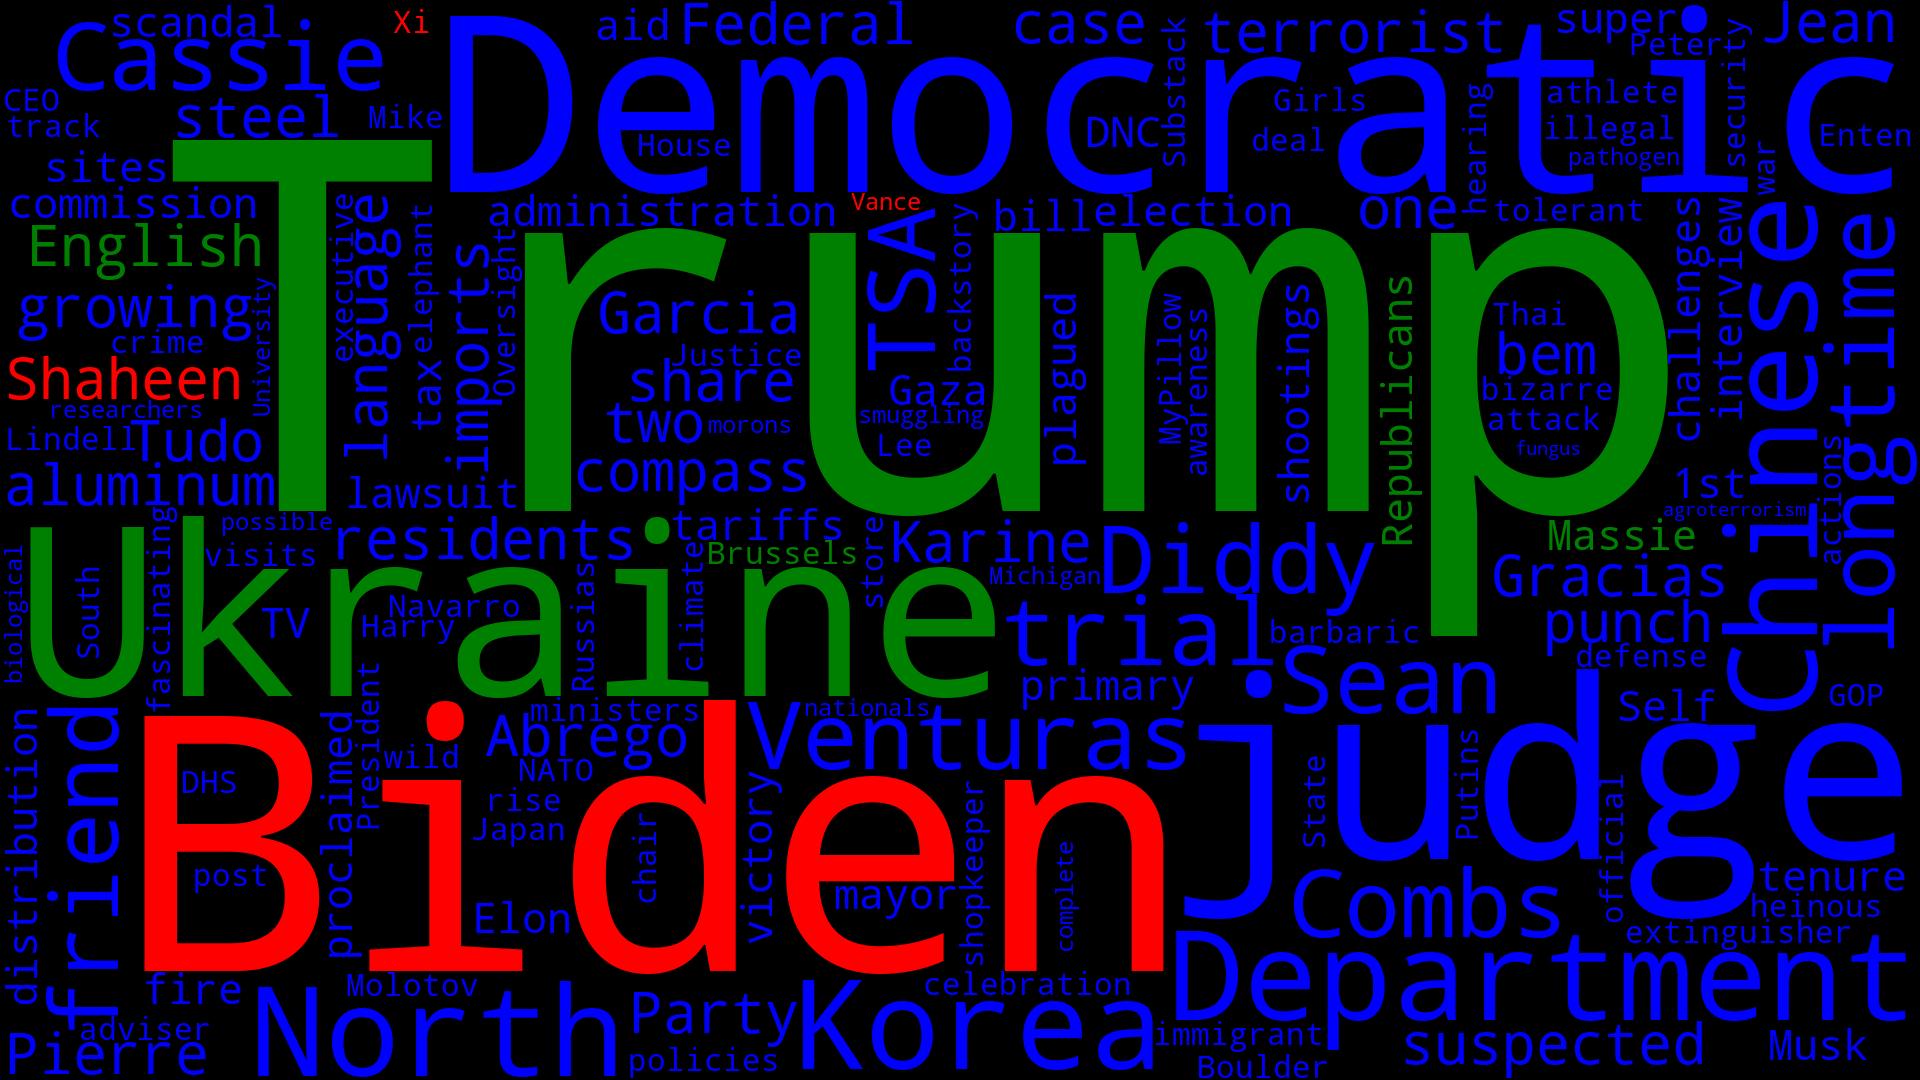 scandal
Xi
aid
Federal
case
terrorist
super
Peter
Jean
Cassie
Democratic
Substack
security
CEO
track
steel
Mike
House
DNC
Girls
deal
hearing
athlete
illegal
pathogen
Enten
war
sites
Trump
commission
administration
Vance
bill
election
one
tolerant
English
executive
language
elephant
tax
imports
Oversight
TSA
backstory
challenges
interview
Chinese
longtime
growing
crime
University
Garcia
Justice
share
Gaza
smuggling
Lee
plagued
MyPillow
awareness
shootings
Republicans
Thai
bem
bizarre
attack
fungus
Shaheen
researchers
Lindell
Tudo
two
morons
compass
aluminum
lawsuit
1st
agroterrorism
actions
possible
residents
tariffs
store
Karine
Diddy
Massie
Gracias
visits
Brussels
Michigan
Ukraine
biological
South
fascinating
TV
Navarro
Harry
Russias
climate
trial
barbaric
punch
defense
primary
Sean
Self
GOP
friend
distribution
President
proclaimed
ministers
nationals
Abrego
Venturas
judge
wild
NATO
DHS
rise
Japan
Biden
post
chair
victory
mayor
shopkeeper
complete
State
Putins
official
Elon
Combs
tenure
heinous
extinguisher
Department
fire
Molotov
celebration
North
Party
Korea
adviser
Pierre
policies
immigrant
Boulder
suspected
Musk